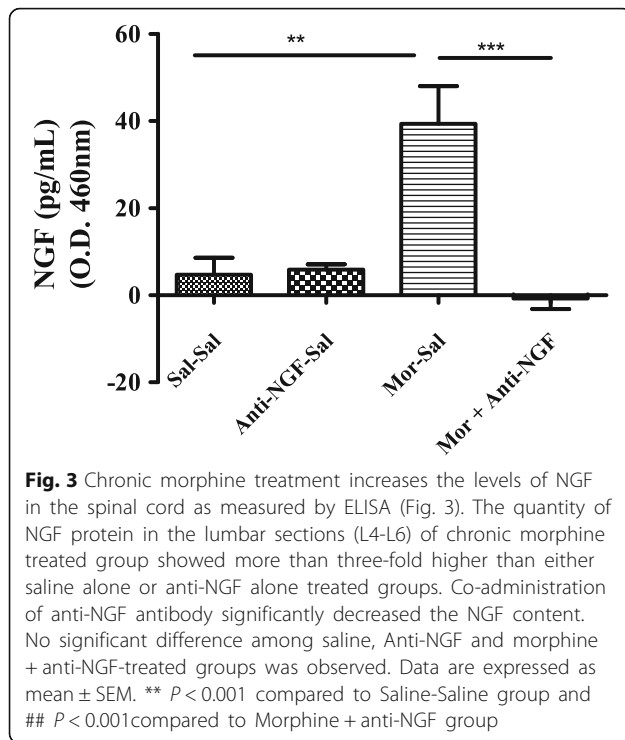 60
**
***
40
20
0
-20
NGF (pg/mL)
(O.D. 460nm)
Sal-Sal
Anti-NGF-Sal
Mor-Sal
Mor + Anti-NGF
Fig. 3 Chronic morphine treatment increases the levels of NGF
in the spinal cord as measured by ELISA (Fig. 3). The quantity of
NGF protein in the lumbar sections (L4-L6) of chronic morphine
treated group showed more than three-fold higher than either
saline alone or anti-NGF alone treated groups. Co-administration
of anti-NGF antibody significantly decreased the NGF content.
No significant difference among saline, Anti-NGF and morphine
+ anti-NGF-treated groups was observed. Data are expressed as
mean ± SEM. ** P < 0.001 compared to Saline-Saline group and
## P < 0.001compared to Morphine + anti-NGF group